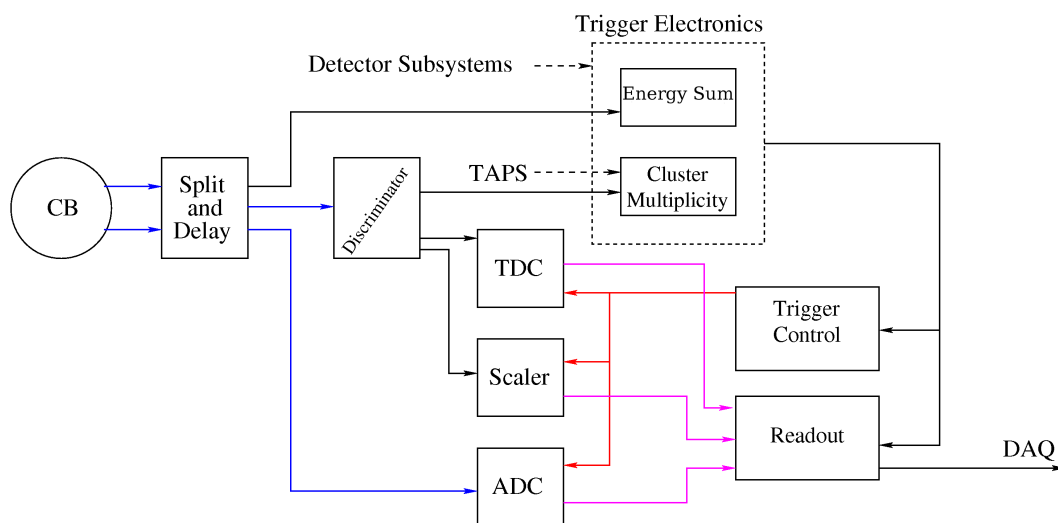 Trigger Electronics
Detector Subsystems
Energy Sum
TAPS
Cluster
Multiplicity
CB
Split
and
Delay
Discriminator
TDC
Trigger
Control
Scaler
Readout
DAQ
ADC